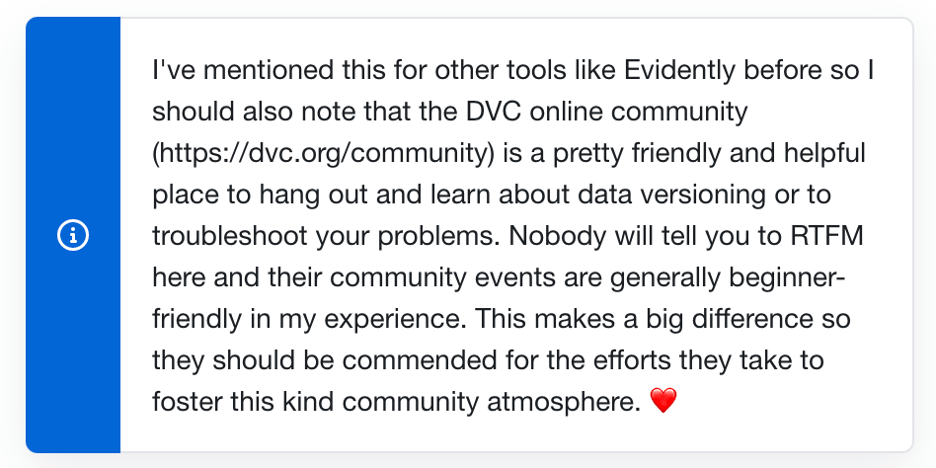 I've mentioned this for other tools like Evidently before so I
should also note that the DVC online community
(https://dvc.org/community) is a pretty friendly and helpful
place to hang out and learn about data versioning or to
troubleshoot your problems. Nobody will tell you to RTFM
here and their community events are generally beginner-
friendly in my experience. This makes a big difference so
they should be commended for the efforts they take to
foster this kind community atmosphere. ❤️